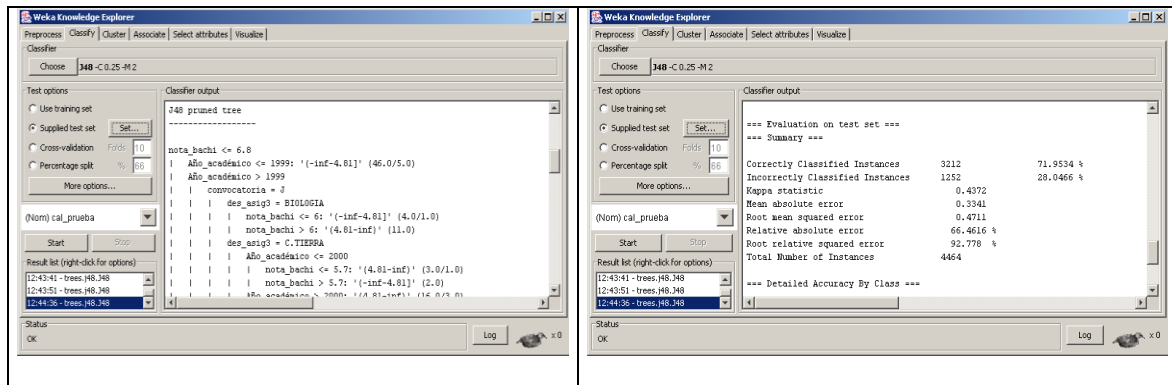 Weka Knowledge Explorer
Preprocess Classify Cluster Associate Select attributes Visualize
Classifier
Choose J48 -C 0.25 -M 2
Test options
Use training set
Supplied test set Set...
Cross-validation Folds 10
Percentage split % 66
More options...
(Nom) cal_prueba
Start Stop
Result list (right-click for options)
12:43:41 - trees.j48.J48
12:43:51 - trees.j48.J48
12:44:36 - trees.j48.J48
Classifier output
J48 pruned tree
------------------
nota_bachi <= 6.8
| Año_académico <= 1999: '(-inf-4.81]' (46.0/5.0)
| Año_académico > 1999
| | convocatoria = J
| | | des_asig3 = BIOLOGIA
| | | | nota_bachi <= 6: '(-inf-4.81]' (4.0/1.0)
| | | | nota_bachi > 6: '(4.81-inf)' (11.0)
| | | des_asig3 = C.TIERRA
| | | | Año_académico <= 2000
| | | | | nota_bachi <= 5.7: '(4.81-inf)' (3.0/1.0)
| | | | | nota_bachi > 5.7: '(-inf-4.81]' (2.0)
| | | | Año_académico > 2000: '(4.81-inf)' (16.0/3.0)
Status
OK
Log x 0
Weka Knowledge Explorer
Preprocess Classify Cluster Associate Select attributes Visualize
Classifier
Choose J48 -C 0.25 -M 2
Test options
Use training set
Supplied test set Set...
Cross-validation Folds 10
Percentage split % 66
More options...
(Nom) cal_prueba
Start Stop
Result list (right-click for options)
12:43:41 - trees.j48.J48
12:43:51 - trees.j48.J48
12:44:36 - trees.j48.J48
Classifier output
=== Evaluation on test set ===
=== Summary ===
Correctly Classified Instances 3212 71.9534 %
Incorrectly Classified Instances 1252 28.0466 %
Kappa statistic 0.4372
Mean absolute error 0.3341
Root mean squared error 0.4711
Relative absolute error 66.4616 %
Root relative squared error 92.778 %
Total Number of Instances 4464
=== Detailed Accuracy By Class ===
Status
OK
Log x 0